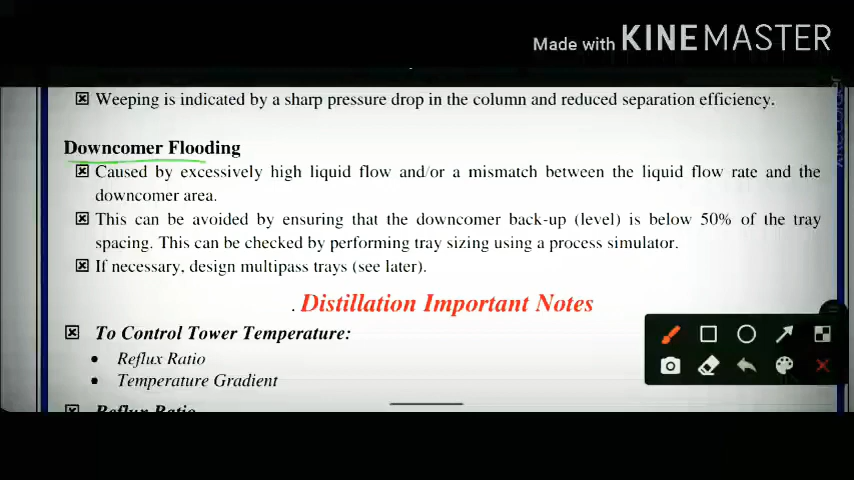 Made with KINEMASTER
☒ Weeping is indicated by a sharp pressure drop in the column and reduced separation efficiency.
Downcomer Flooding
☒ Caused by excessively high liquid flow and/or a mismatch between the liquid flow rate and the
downcomer area.
☒ This can be avoided by ensuring that the downcomer back-up (level) is below 50% of the tray
spacing. This can be checked by performing tray sizing using a process simulator.
☒ If necessary, design multipass trays (see later).
. Distillation Important Notes
☒ To Control Tower Temperature:
• Reflux Ratio
• Temperature Gradient
☒ Reflux Ratio